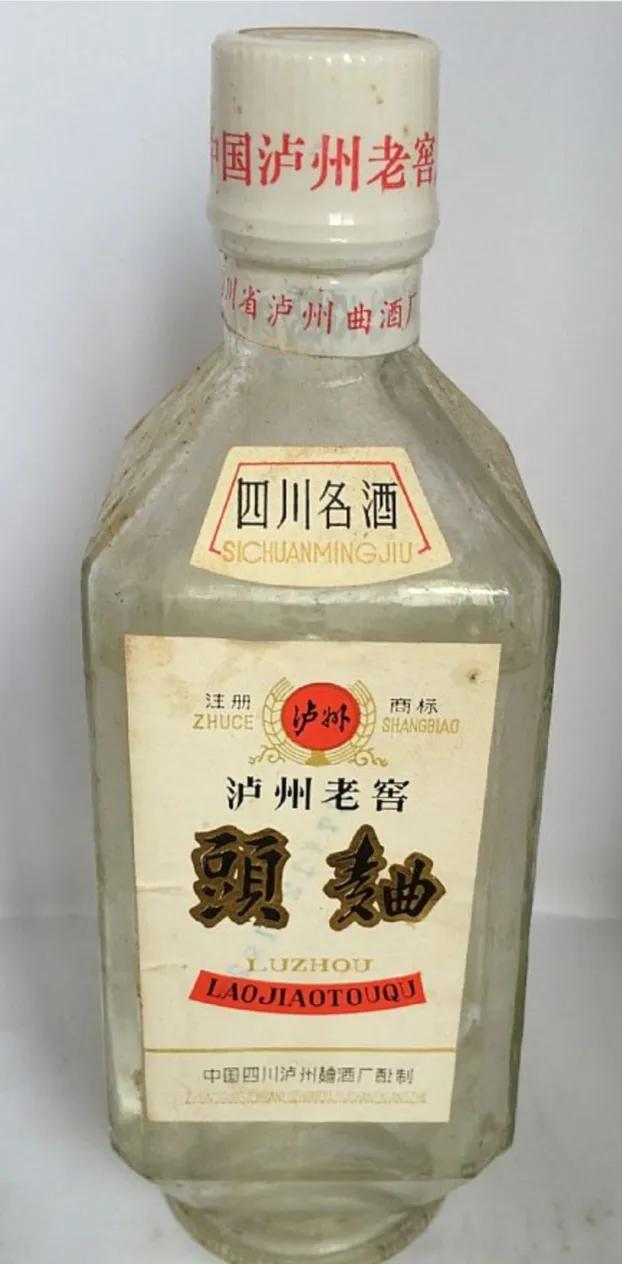 中国泸州老窖
川省泸州曲酒厂
四川名酒
SICHUANMINGJIU
注册 泸州 商标
ZHUCE SHANGBIAO
泸州老窖
頭麯
LUZHOU
LAOJIAOTOUQU
中国四川泸州麯酒厂酝制